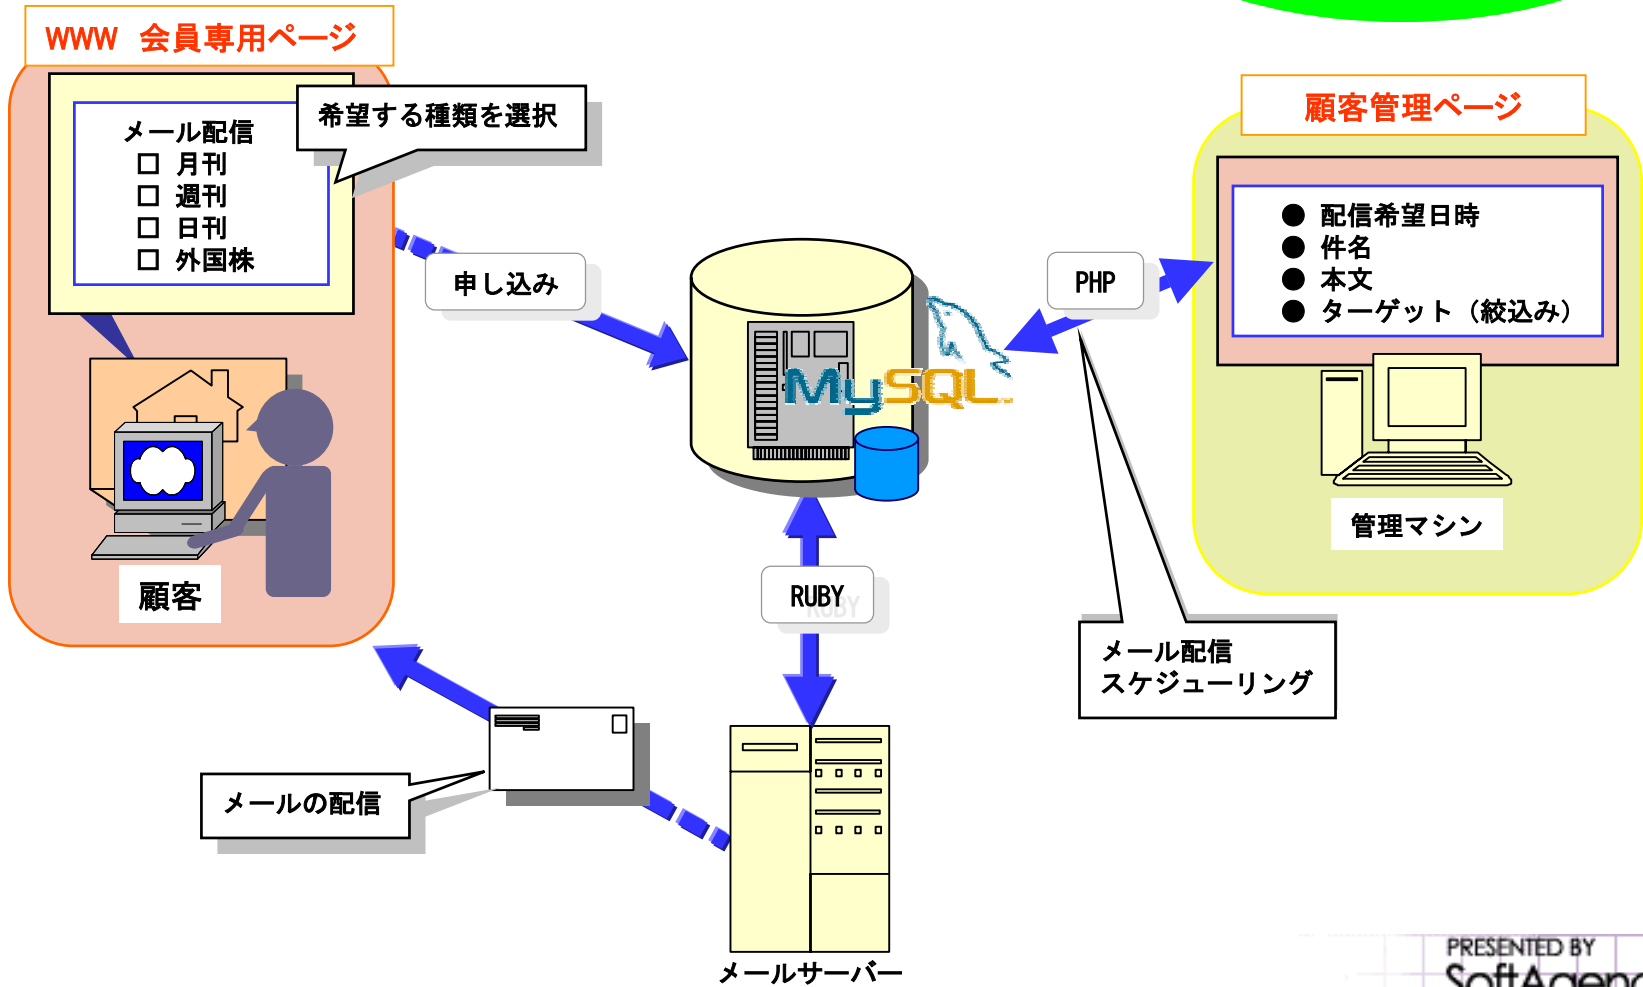 WWW 会員専用ページ
希望する種類を選択
メール配信
□ 月刊
□ 週刊
□ 日刊
□ 外国株
顧客
申し込み
MySQL
PHP
顧客管理ページ
● 配信希望日時
● 件名
● 本文
● ターゲット（絞込み）
管理マシン
RUBY
メール配信
スケジューリング
メールの配信
メールサーバー
PRESENTED BY